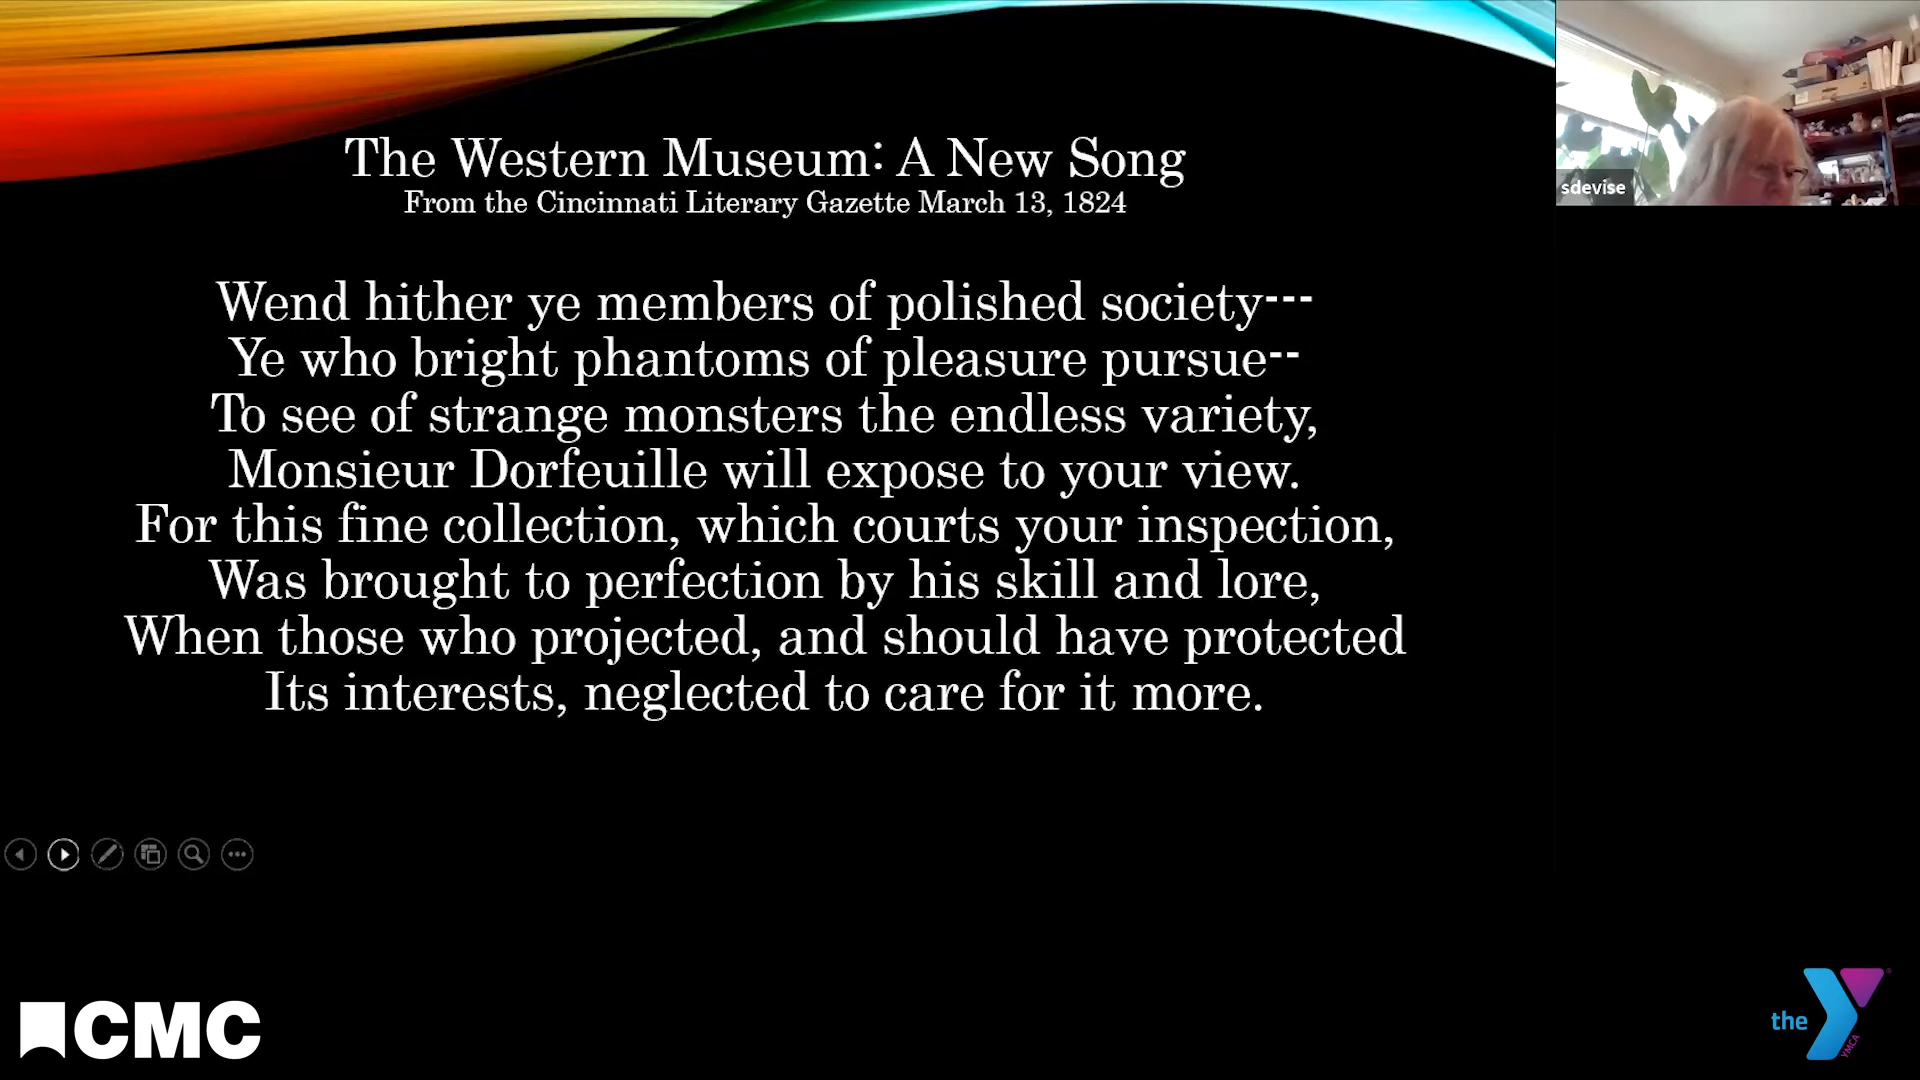 The Western Museum: A New Song
From the Cincinnati Literary Gazette March 13, 1824
Wend hither ye members of polished society---
Ye who bright phantoms of pleasure pursue--
To see of strange monsters the endless variety,
Monsieur Dorfeuille will expose to your view.
For this fine collection, which courts your inspection,
Was brought to perfection by his skill and lore,
When those who projected, and should have protected
Its interests, neglected to care for it more.
sdevise
CMC
the Y
YMCA